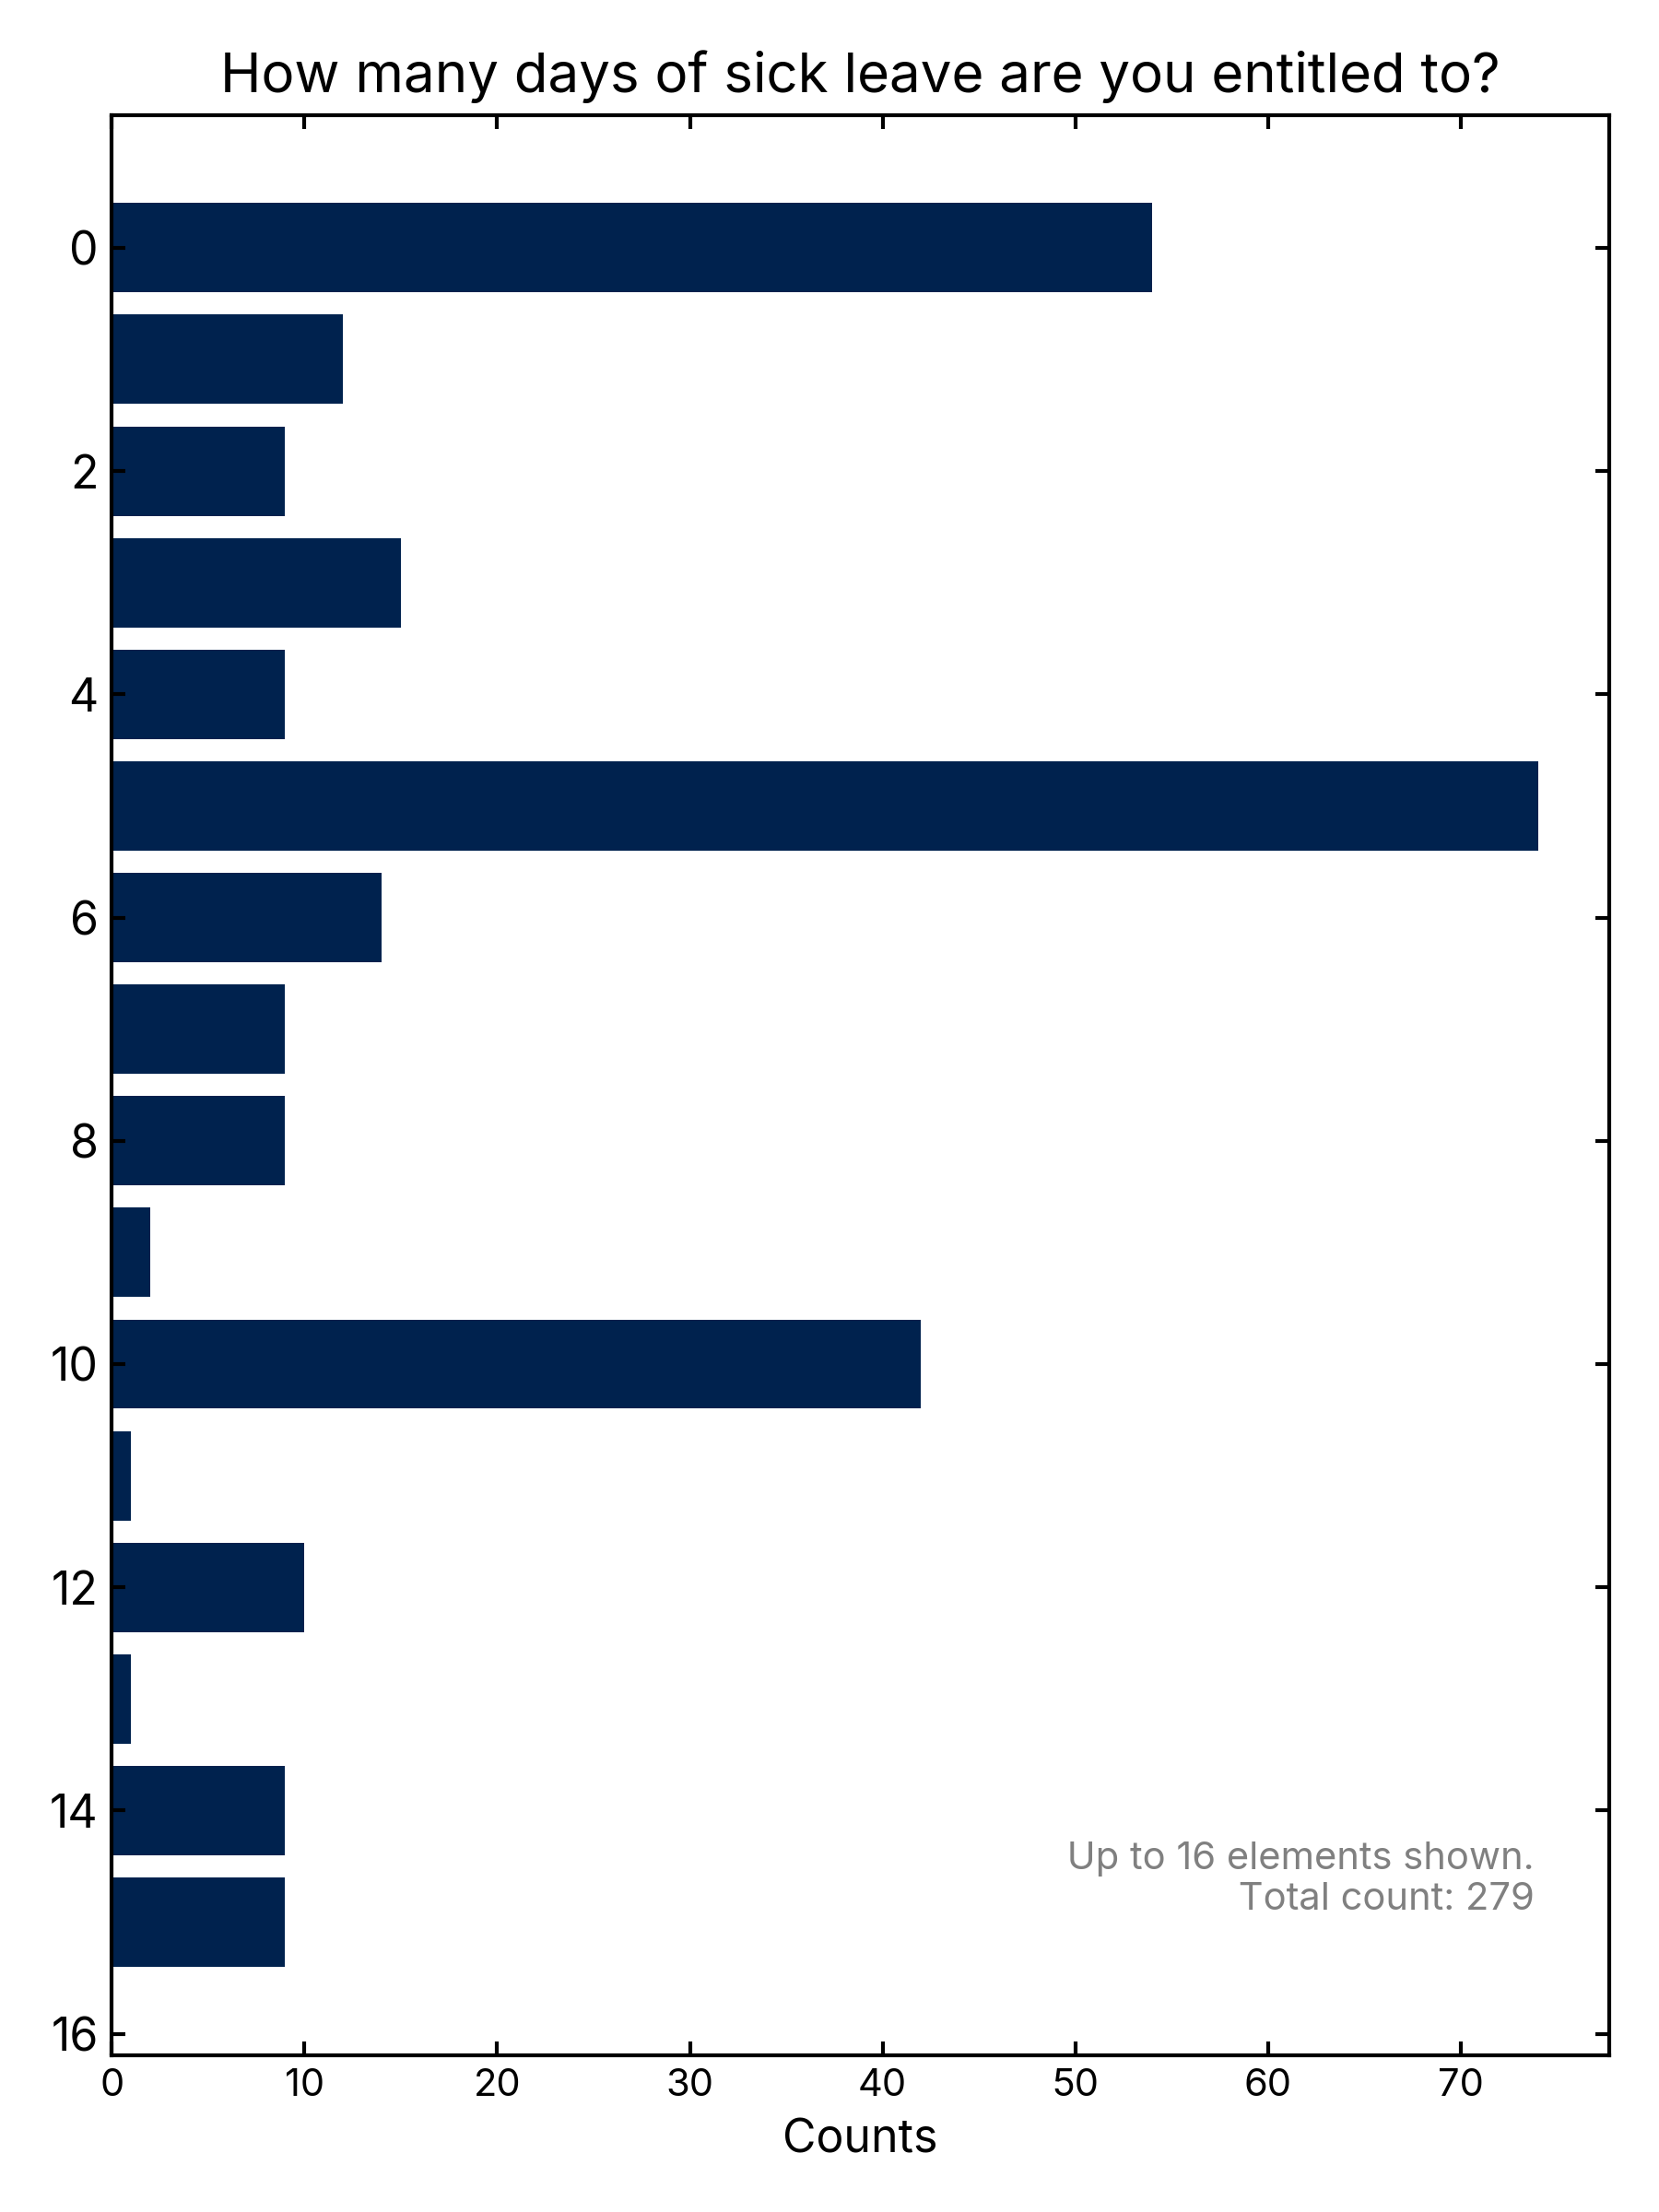 How many days of sick leave are you entitled to?
0
2
4
6
8
10
12
14
Up to 16 elements shown.
Total count: 279
16
0 10 20 30 40 50 60 70
Counts